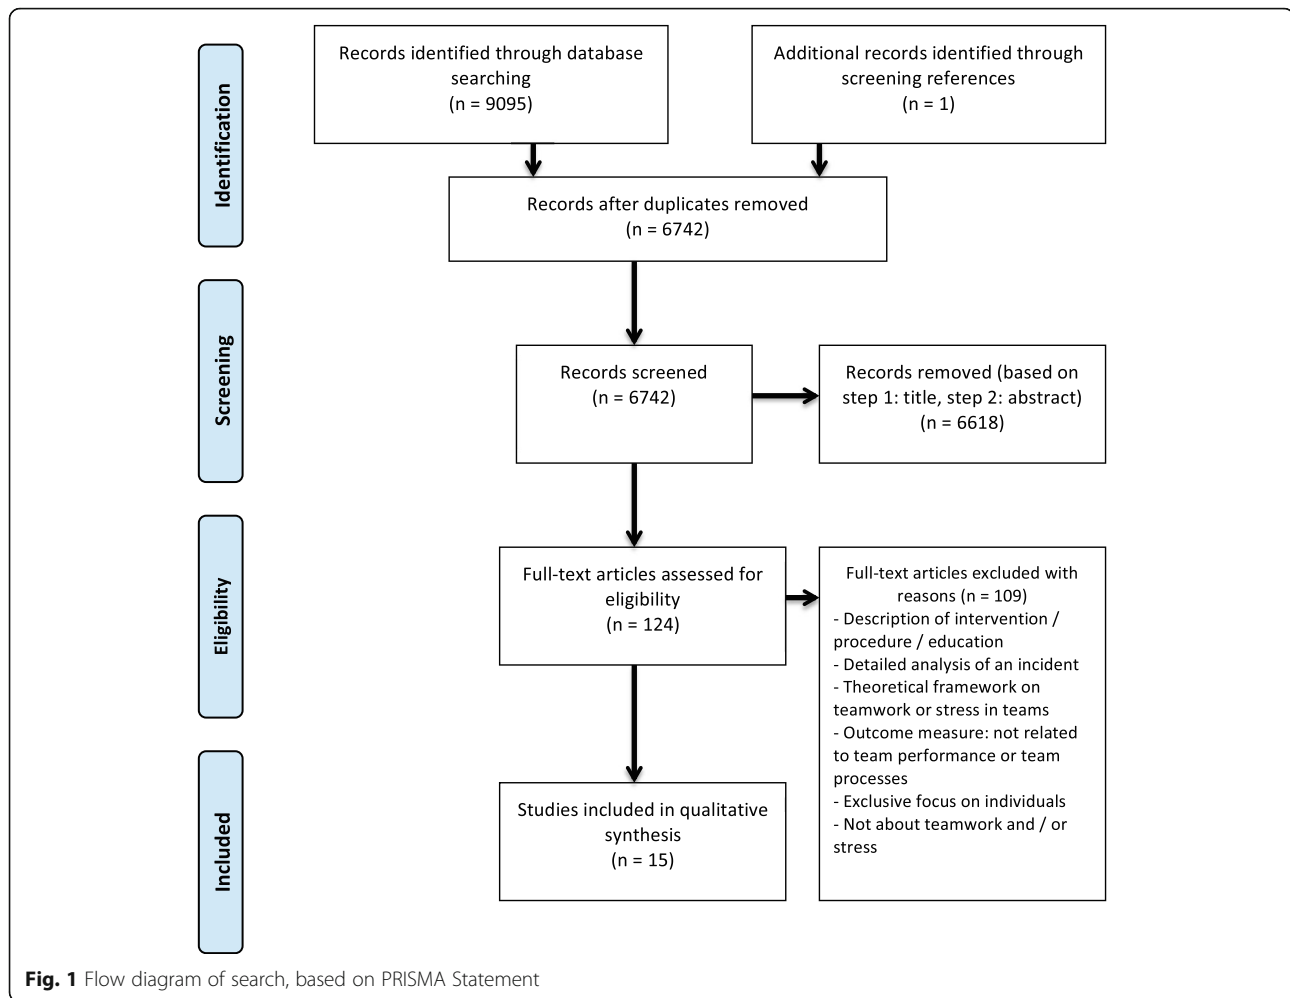 Identification
Records identified through database
searching
(n = 9095)
Additional records identified through
screening references
(n = 1)
Records after duplicates removed
(n = 6742)
Screening
Records screened
(n = 6742)
Records removed (based on
step 1: title, step 2: abstract)
(n = 6618)
Eligibility
Full-text articles assessed for
eligibility
(n = 124)
Full-text articles excluded with
reasons (n = 109)
- Description of intervention /
procedure / education
- Detailed analysis of an incident
- Theoretical framework on
teamwork or stress in teams
- Outcome measure: not related
to team performance or team
processes
- Exclusive focus on individuals
- Not about teamwork and / or
stress
Included
Studies included in qualitative
synthesis
(n = 15)
Fig. 1 Flow diagram of search, based on PRISMA Statement